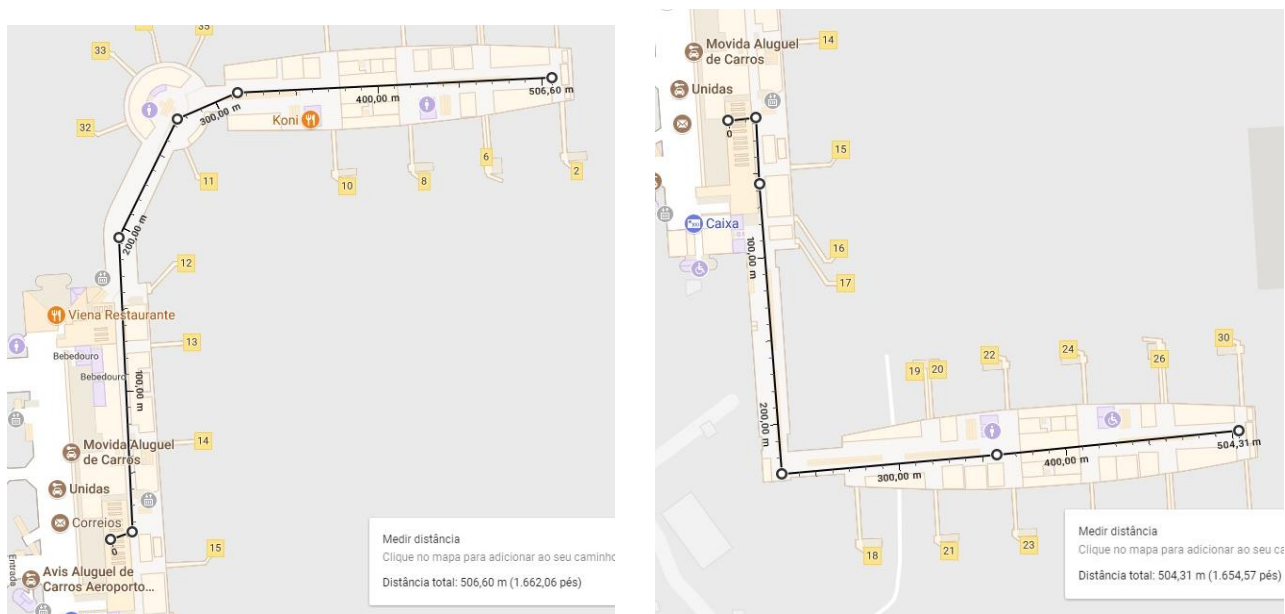 35
33
32
11
Koni
300,00 m
400,00 m
506,60 m
10
8
6
2
200,00 m
12
Viena Restaurante
13
Bebedouro
Bebedouro
100,00 m
14
Movida Aluguel
de Carros
Unidas
Correios
0
15
Entrada
Avis Aluguel de
Carros Aeroporto...
Medir distância
Clique no mapa para adicionar ao seu caminho
Distância total: 506,60 m (1.662,06 pés)
Movida Aluguel
de Carros
14
Unidas
0
15
Caixa
100,00 m
16
17
200,00 m
19
20
22
24
26
30
300,00 m
400,00 m
504,31 m
18
21
23
Medir distância
Clique no mapa para adicionar ao seu ca
Distância total: 504,31 m (1.654,57 pés)